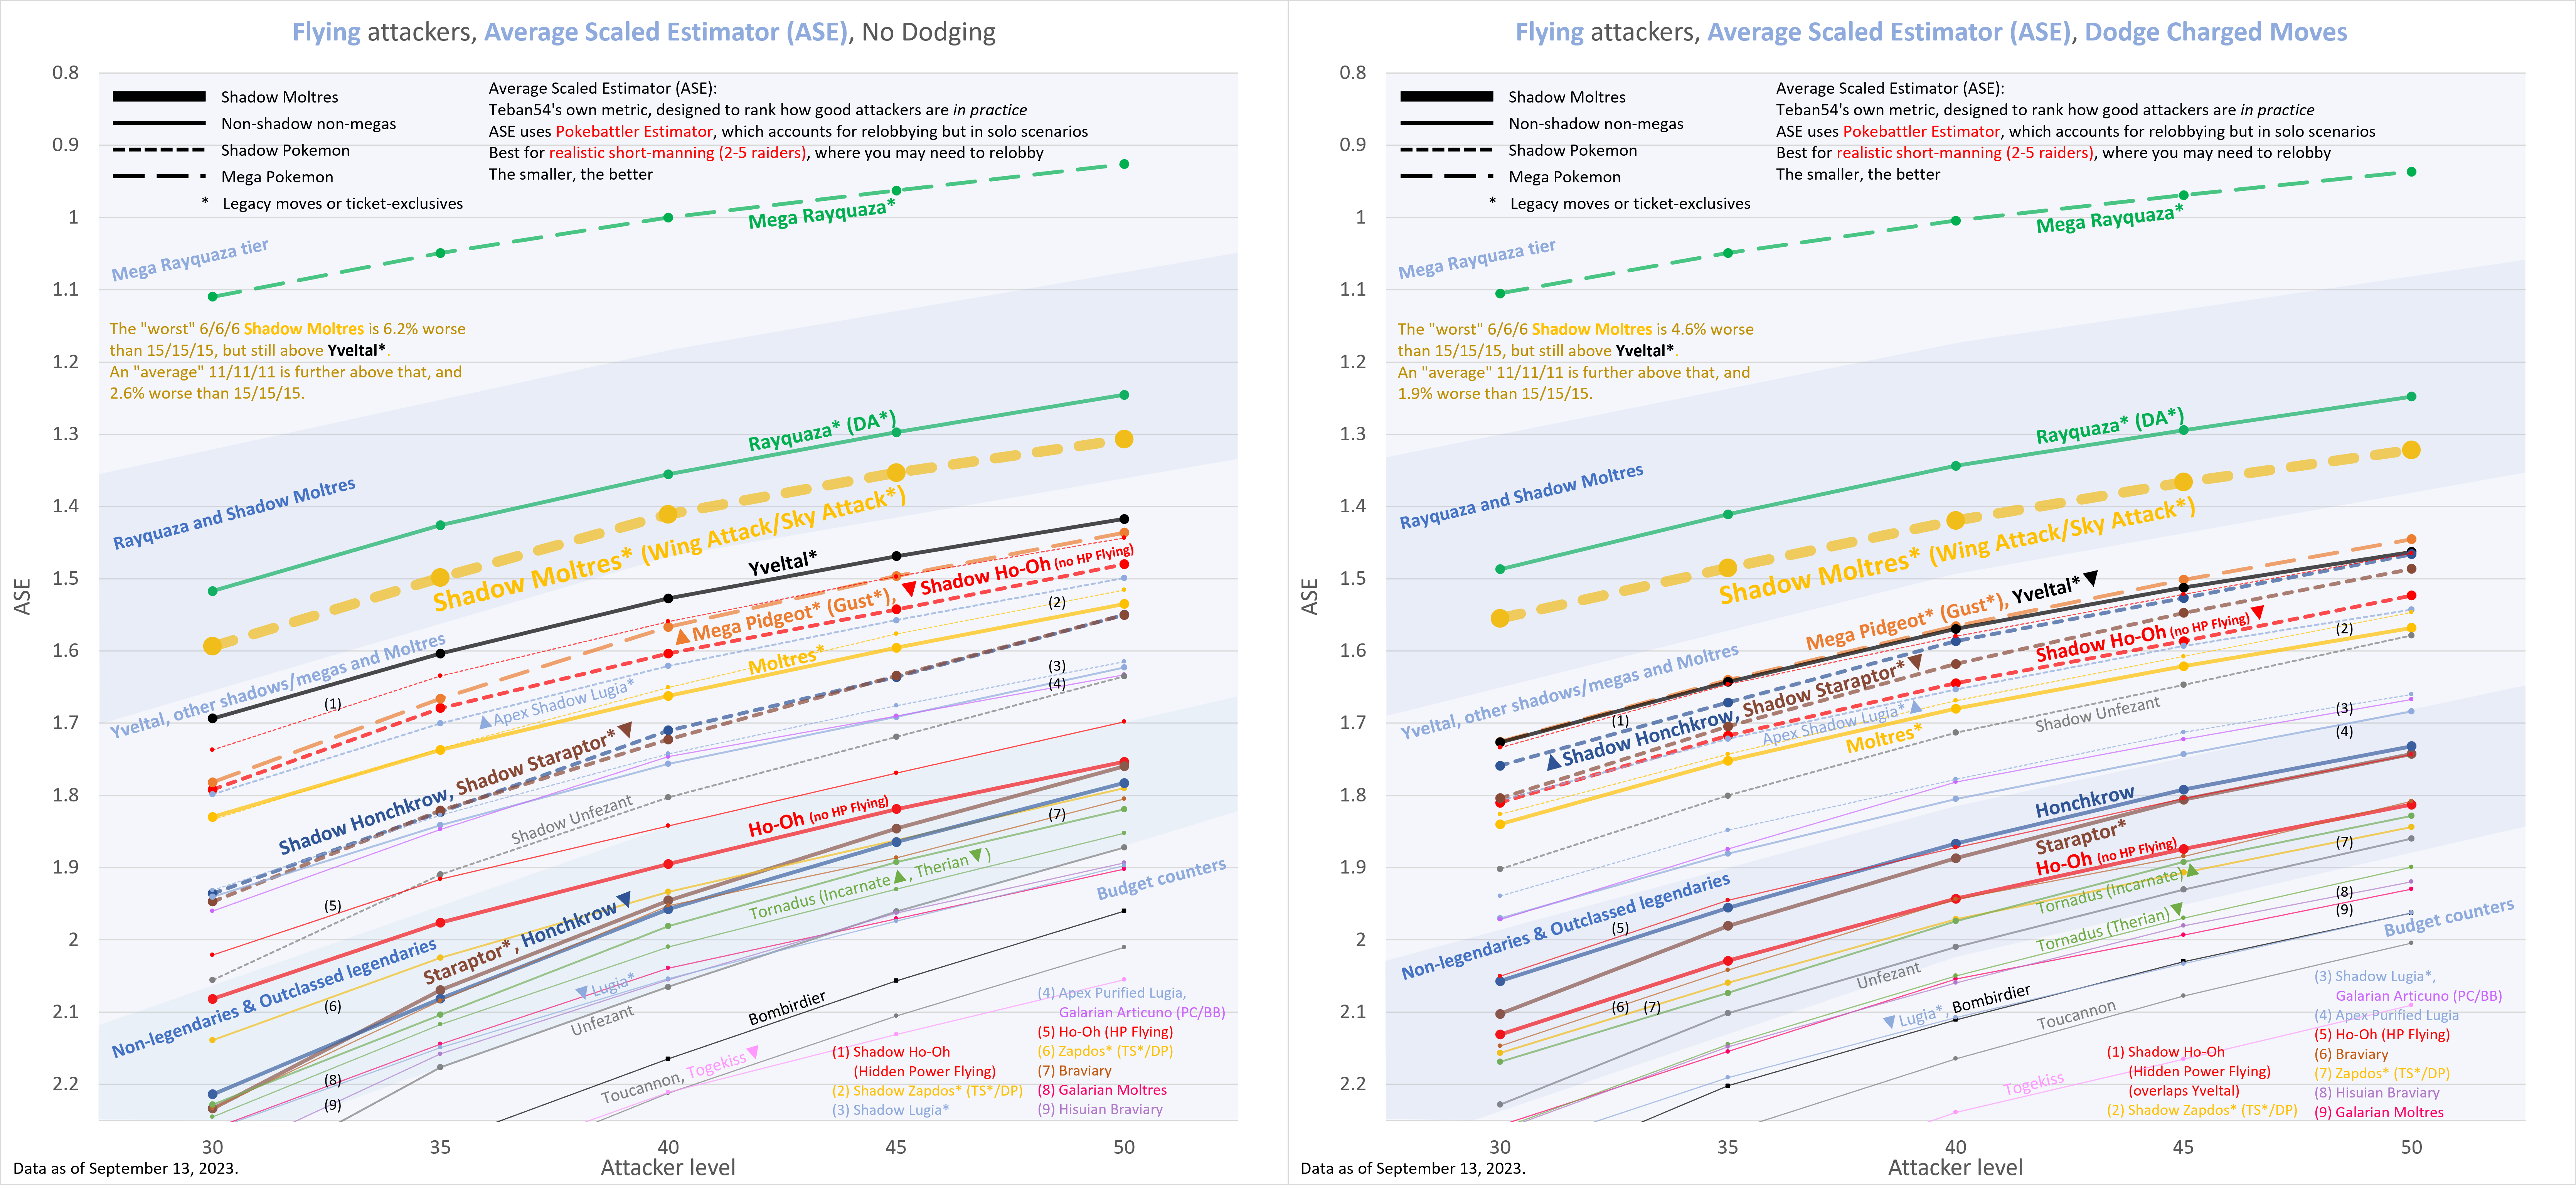 Flying attackers, Average Scaled Estimator (ASE), No Dodging
0.8
0.9
1
1.1
1.2
1.3
1.4
1.5
1.6
1.7
1.8
1.9
2
2.1
2.2
ASE
Shadow Moltres
Non-shadow non-megas
Shadow Pokemon
Mega Pokemon
* Legacy moves or ticket-exclusives
Average Scaled Estimator (ASE):
Teban54's own metric, designed to rank how good attackers are in practice
ASE uses Pokebattler Estimator, which accounts for relobbying but in solo scenarios
Best for realistic short-manning (2-5 raiders), where you may need to relobby
The smaller, the better
Mega Rayquaza*
Mega Rayquaza tier
The "worst" 6/6/6 Shadow Moltres is 6.2% worse
than 15/15/15, but still above Yveltal*.
An "average" 11/11/11 is further above that, and
2.6% worse than 15/15/15.
Rayquaza* (DA*)
Rayquaza and Shadow Moltres
Shadow Moltres* (Wing Attack/Sky Attack*)
Yveltal*
▼Shadow Ho-Oh (no HP Flying)
▲Mega Pidgeot* (Gust*),
(2)
Yveltal, other shadows/megas and Moltres
Moltres*
(3)
(4)
(1)
▲Apex Shadow Lugia*
Shadow Honchkrow, Shadow Staraptor*▼
Shadow Unfezant
Ho-Oh (no HP Flying)
(7)
(5)
Tornadus (Incarnate▲, Therian▼)
Budget counters
Staraptor*, Honchkrow▼
Non-legendaries & Outclassed legendaries
(6)
▼Lugia*
Unfezant
Bombirdier
(8)
(9)
Toucannon, Togekiss▼
(1) Shadow Ho-Oh
(Hidden Power Flying)
(2) Shadow Zapdos* (TS*/DP)
(3) Shadow Lugia*
(4) Apex Purified Lugia,
Galarian Articuno (PC/BB)
(5) Ho-Oh (HP Flying)
(6) Zapdos* (TS*/DP)
(7) Braviary
(8) Galarian Moltres
(9) Hisuian Braviary
30
35
40
45
50
Attacker level
Data as of September 13, 2023.
Flying attackers, Average Scaled Estimator (ASE), Dodge Charged Moves
0.8
0.9
1
1.1
1.2
1.3
1.4
1.5
1.6
1.7
1.8
1.9
2
2.1
2.2
ASE
Shadow Moltres
Non-shadow non-megas
Shadow Pokemon
Mega Pokemon
* Legacy moves or ticket-exclusives
Average Scaled Estimator (ASE):
Teban54's own metric, designed to rank how good attackers are in practice
ASE uses Pokebattler Estimator, which accounts for relobbying but in solo scenarios
Best for realistic short-manning (2-5 raiders), where you may need to relobby
The smaller, the better
Mega Rayquaza*
Mega Rayquaza tier
The "worst" 6/6/6 Shadow Moltres is 4.6% worse
than 15/15/15, but still above Yveltal*.
An "average" 11/11/11 is further above that, and
1.9% worse than 15/15/15.
Rayquaza* (DA*)
Rayquaza and Shadow Moltres
Shadow Moltres* (Wing Attack/Sky Attack*)
Mega Pidgeot* (Gust*), Yveltal*▼
Shadow Ho-Oh (no HP Flying)▼
(2)
Yveltal, other shadows/megas and Moltres
▲Shadow Honchkrow, Shadow Staraptor*▼
(1)
Apex Shadow Lugia*▲
Moltres*
Shadow Unfezant
(3)
(4)
Honchkrow
Staraptor*
Ho-Oh (no HP Flying)
(7)
Tornadus (Incarnate)▲
Non-legendaries & Outclassed legendaries
(5)
Tornadus (Therian)▼
(8)
(9)
Budget counters
Unfezant
(6) (7)
▼Lugia*, Bombirdier
Toucannon
Togekiss
(1) Shadow Ho-Oh
(Hidden Power Flying)
(overlaps Yveltal)
(2) Shadow Zapdos* (TS*/DP)
(3) Shadow Lugia*,
Galarian Articuno (PC/BB)
(4) Apex Purified Lugia
(5) Ho-Oh (HP Flying)
(6) Braviary
(7) Zapdos* (TS*/DP)
(8) Hisuian Braviary
(9) Galarian Moltres
30
35
40
45
50
Attacker level
Data as of September 13, 2023.